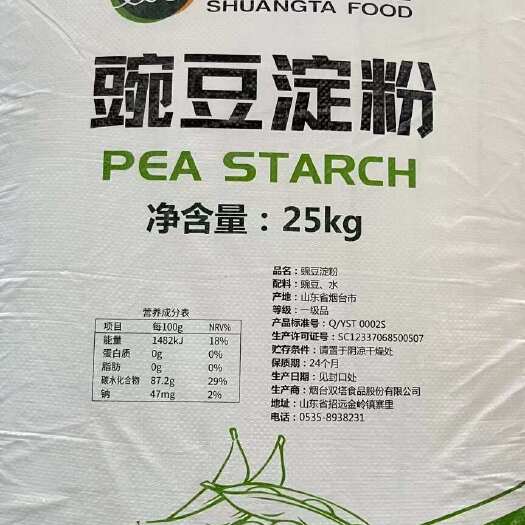 SHUANGTA FOOD
豌豆淀粉
PEA STARCH
净含量：25kg
营养成分表
项目 每100g NRV%
能量 1482kJ 18%
蛋白质 0g 0%
脂肪 0g 0%
碳水化合物 87.2g 29%
钠 47mg 2%
品名：豌豆淀粉
配料：豌豆、水
产地：山东省烟台市
等级：一级品
产品标准号：Q/YST 0002S
生产许可证号：SC12337068500507
贮存条件：请置于阴凉干燥处
保质期：24个月
生产日期：见封口处
生产商：烟台双塔食品股份有限公司
地址：山东省招远金岭镇寨里
电话：0535-8938231